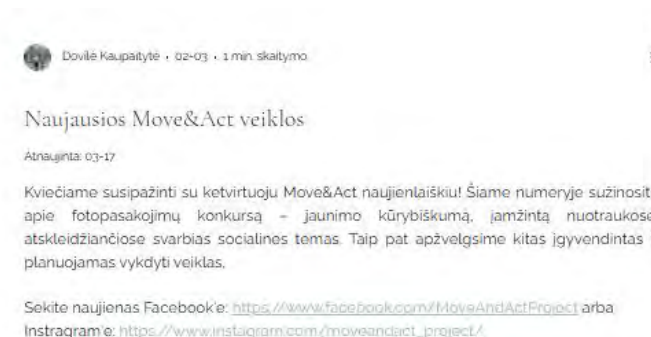 Dovilė Kaupaitytė • 02-03 • 1 min. skaitymo
Naujausios Move&Act veiklos
Atnaujinta: 03-17
Kviečiame susipažinti su ketvirtuoju Move&Act naujienlaiškiu! Šiame numeryje sužinosit
apie fotopasakojimų konkursą – jaunimo kūrybiškumą, įamžintą nuotraukose
atskleidžiančiose svarbias socialines temas. Taip pat apžvelgsime kitas įgyvendintas
planuojamas vykdyti veiklas.
Sekite naujienas Facebook'e: https://www.facebook.com/MoveAndActProject arba
Instragram'e: https://www.instagram.com/moveandact_project/